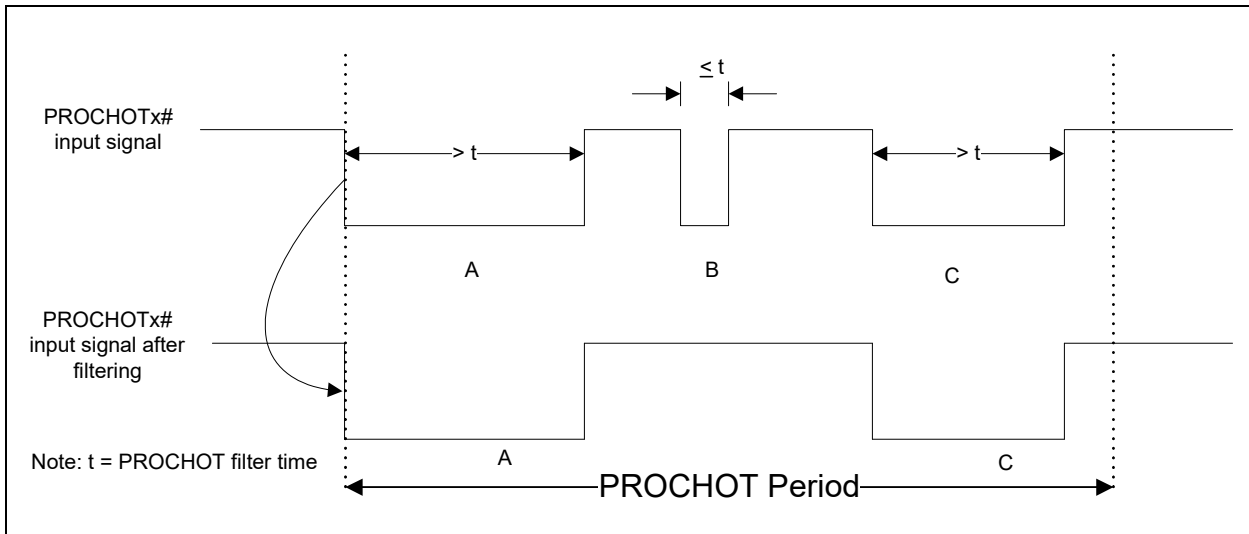 ≤ t
PROCHOTx#
input signal
> t
> t
A
B
C
PROCHOTx#
input signal after
filtering
Note: t = PROCHOT filter time
A
C
PROCHOT Period